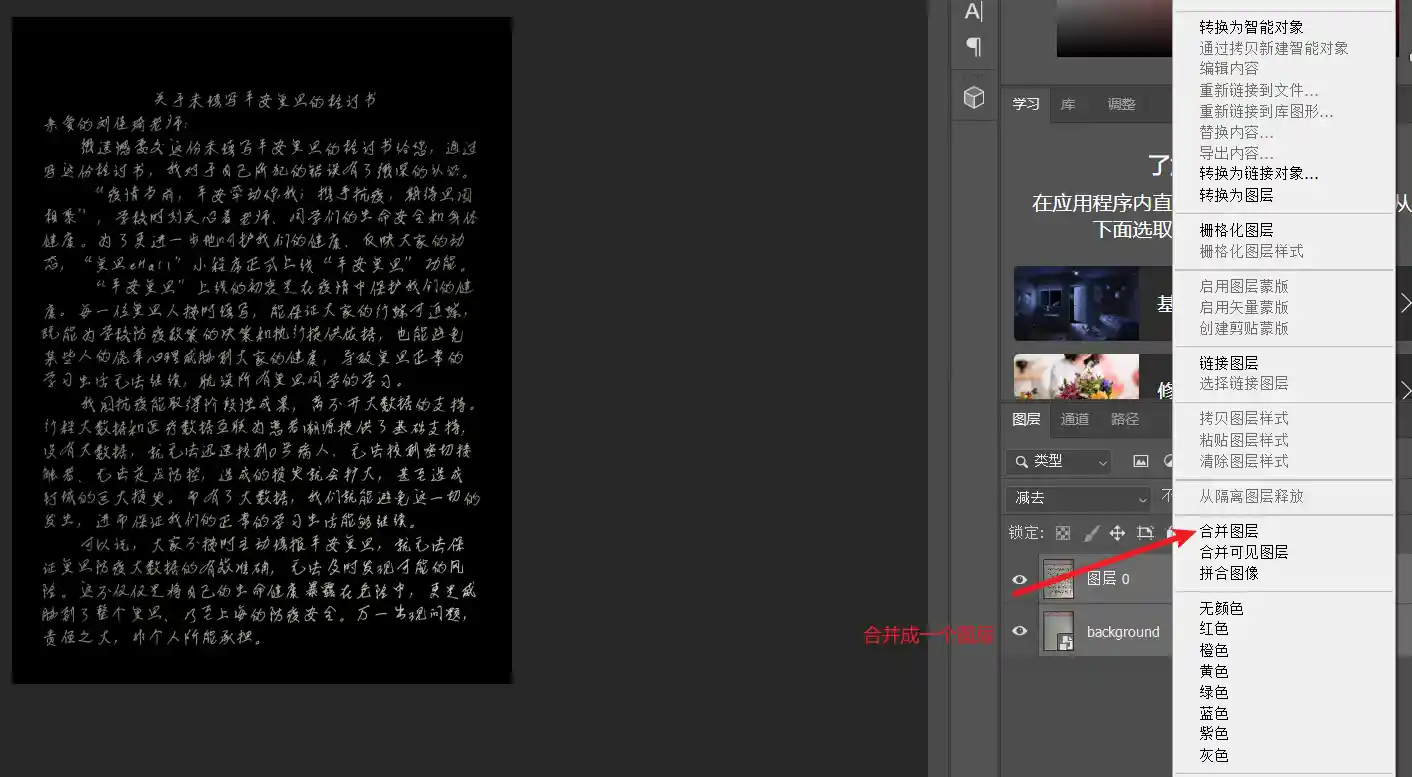 关于未填写平安复旦的检讨书
亲爱的刘佳琦老师:
怀着
交这份未填写平安复旦的检讨书给您，通过
写这份检讨书，我对于自己所犯的错误有了深的认识。
“疫情当前，平安牵动你我；携手抗疫，期待旦园
相聚”，学校时刻关心着老师、同学们的生命安全和身体
健康。为了更进一步地呵护我们的健康、反映大家的动
态，“复旦eHall”小程序正式上线“平安复旦”功能。
“平安复旦”上线的初衷是在疫情中保护我们的健
康。每一位复旦人按时填写，能保证大家的行踪可追踪，
既能为学校防疫政策的决策和执行提供依据，也能避免
某些人的侥幸心理威胁到大家的健康，导致复旦正常的
学习生活无法继续，耽误所有复旦同学的学习。
我国抗疫能取得阶段性成果，离不开大数据的支持。
行程大数据和医疗数据互联为患者溯源提供了基础支持，
没有大数据，就无法迅速找到0号病人、无法找到密切接
触者、无法定点防控，造成的损失就会扩大，甚至造成
封城的巨大损失。而有了大数据，我们就能避免这一切的
发生，进而保证我们的正常的学习生活能够继续。
可以说，大家不按时主动填报平安复旦，就无法保
证复旦防疫大数据的有效准确，无法及时发现可能的风
险。这不仅仅是将自己的生命健康暴露在危险中，更是威
胁到了整个复旦、乃至上海的防疫安全。万一出现问题，
责任之大，非个人所能承担。
A|
学习 库 调整
了
在应用程序内直
从
下面选取
基
修
图层 通道 路径
类型
减去
不
锁定:
图层 0
background
合并成一个图层
转换为智能对象
通过拷贝新建智能对象
编辑内容
重新链接到文件...
重新链接到库图形...
替换内容...
导出内容...
转换为链接对象...
转换为图层
栅格化图层
栅格化图层样式
启用图层蒙版
启用矢量蒙版
创建剪贴蒙版
链接图层
选择链接图层
拷贝图层样式
粘贴图层样式
清除图层样式
从隔离图层释放
合并图层
合并可见图层
拼合图像
无颜色
红色
橙色
黄色
绿色
蓝色
紫色
灰色